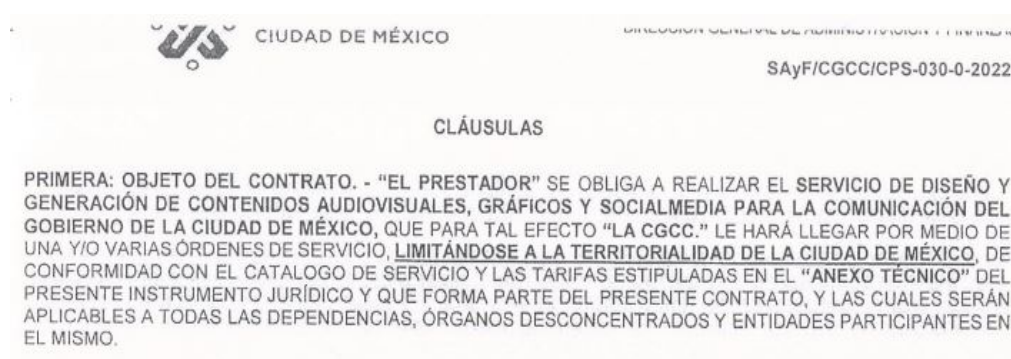 CIUDAD DE MÉXICO
DIRECCIÓN GENERAL DE ADMINISTRACIÓN Y
SAyF/CGCC/CPS-030-0-2022
CLÁUSULAS
PRIMERA: OBJETO DEL CONTRATO. - “EL PRESTADOR” SE OBLIGA A REALIZAR EL SERVICIO DE DISEÑO Y
GENERACIÓN DE CONTENIDOS AUDIOVISUALES, GRÁFICOS Y SOCIALMEDIA PARA LA COMUNICACIÓN DEL
GOBIERNO DE LA CIUDAD DE MÉXICO, QUE PARA TAL EFECTO “LA CGCC.” LE HARÁ LLEGAR POR MEDIO DE
UNA Y/O VARIAS ÓRDENES DE SERVICIO, LIMITÁNDOSE A LA TERRITORIALIDAD DE LA CIUDAD DE MÉXICO, DE
CONFORMIDAD CON EL CATALOGO DE SERVICIO Y LAS TARIFAS ESTIPULADAS EN EL “ANEXO TÉCNICO” DEL
PRESENTE INSTRUMENTO JURÍDICO Y QUE FORMA PARTE DEL PRESENTE CONTRATO, Y LAS CUALES SERÁN
APLICABLES A TODAS LAS DEPENDENCIAS, ÓRGANOS DESCONCENTRADOS Y ENTIDADES PARTICIPANTES EN
EL MISMO.